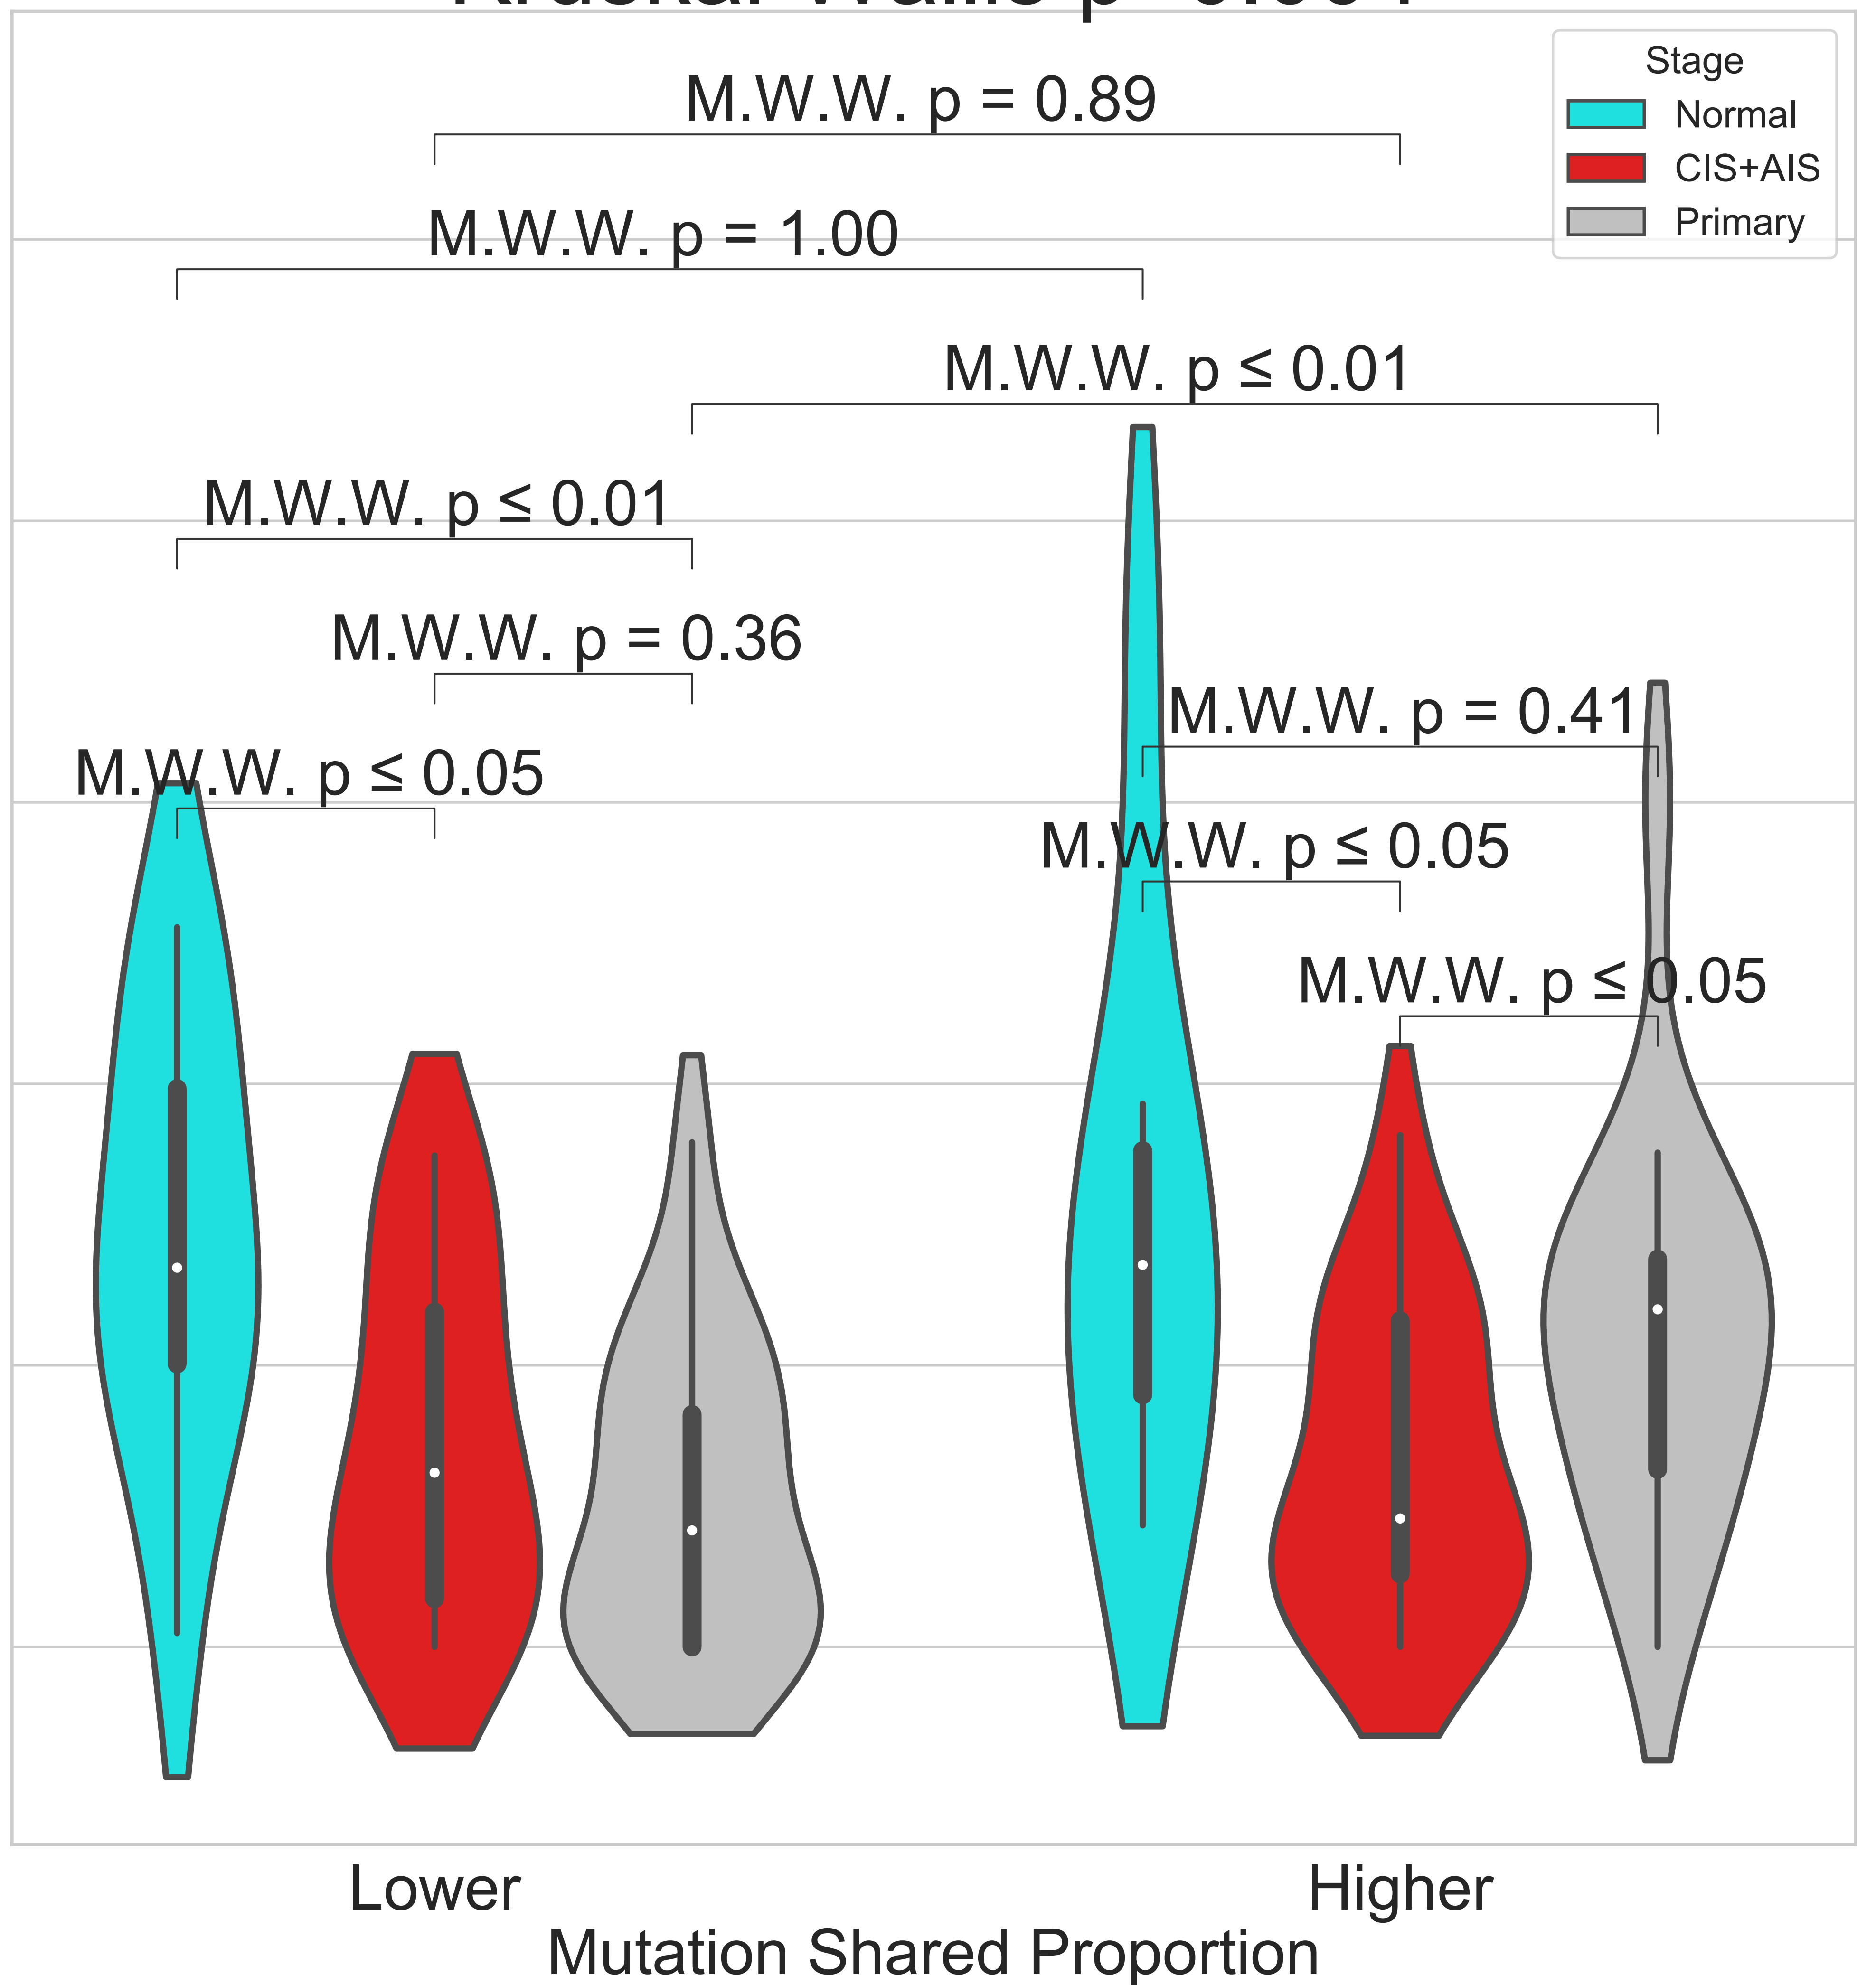 Stage
Normal
CIS+AIS
Primary
M.W.W. p = 0.89
M.W.W. p = 1.00
M.W.W. p ≤ 0.01
M.W.W. p ≤ 0.01
M.W.W. p = 0.36
M.W.W. p = 0.41
M.W.W. p ≤ 0.05
M.W.W. p ≤ 0.05
M.W.W. p ≤ 0.05
Lower Higher
Mutation Shared Proportion